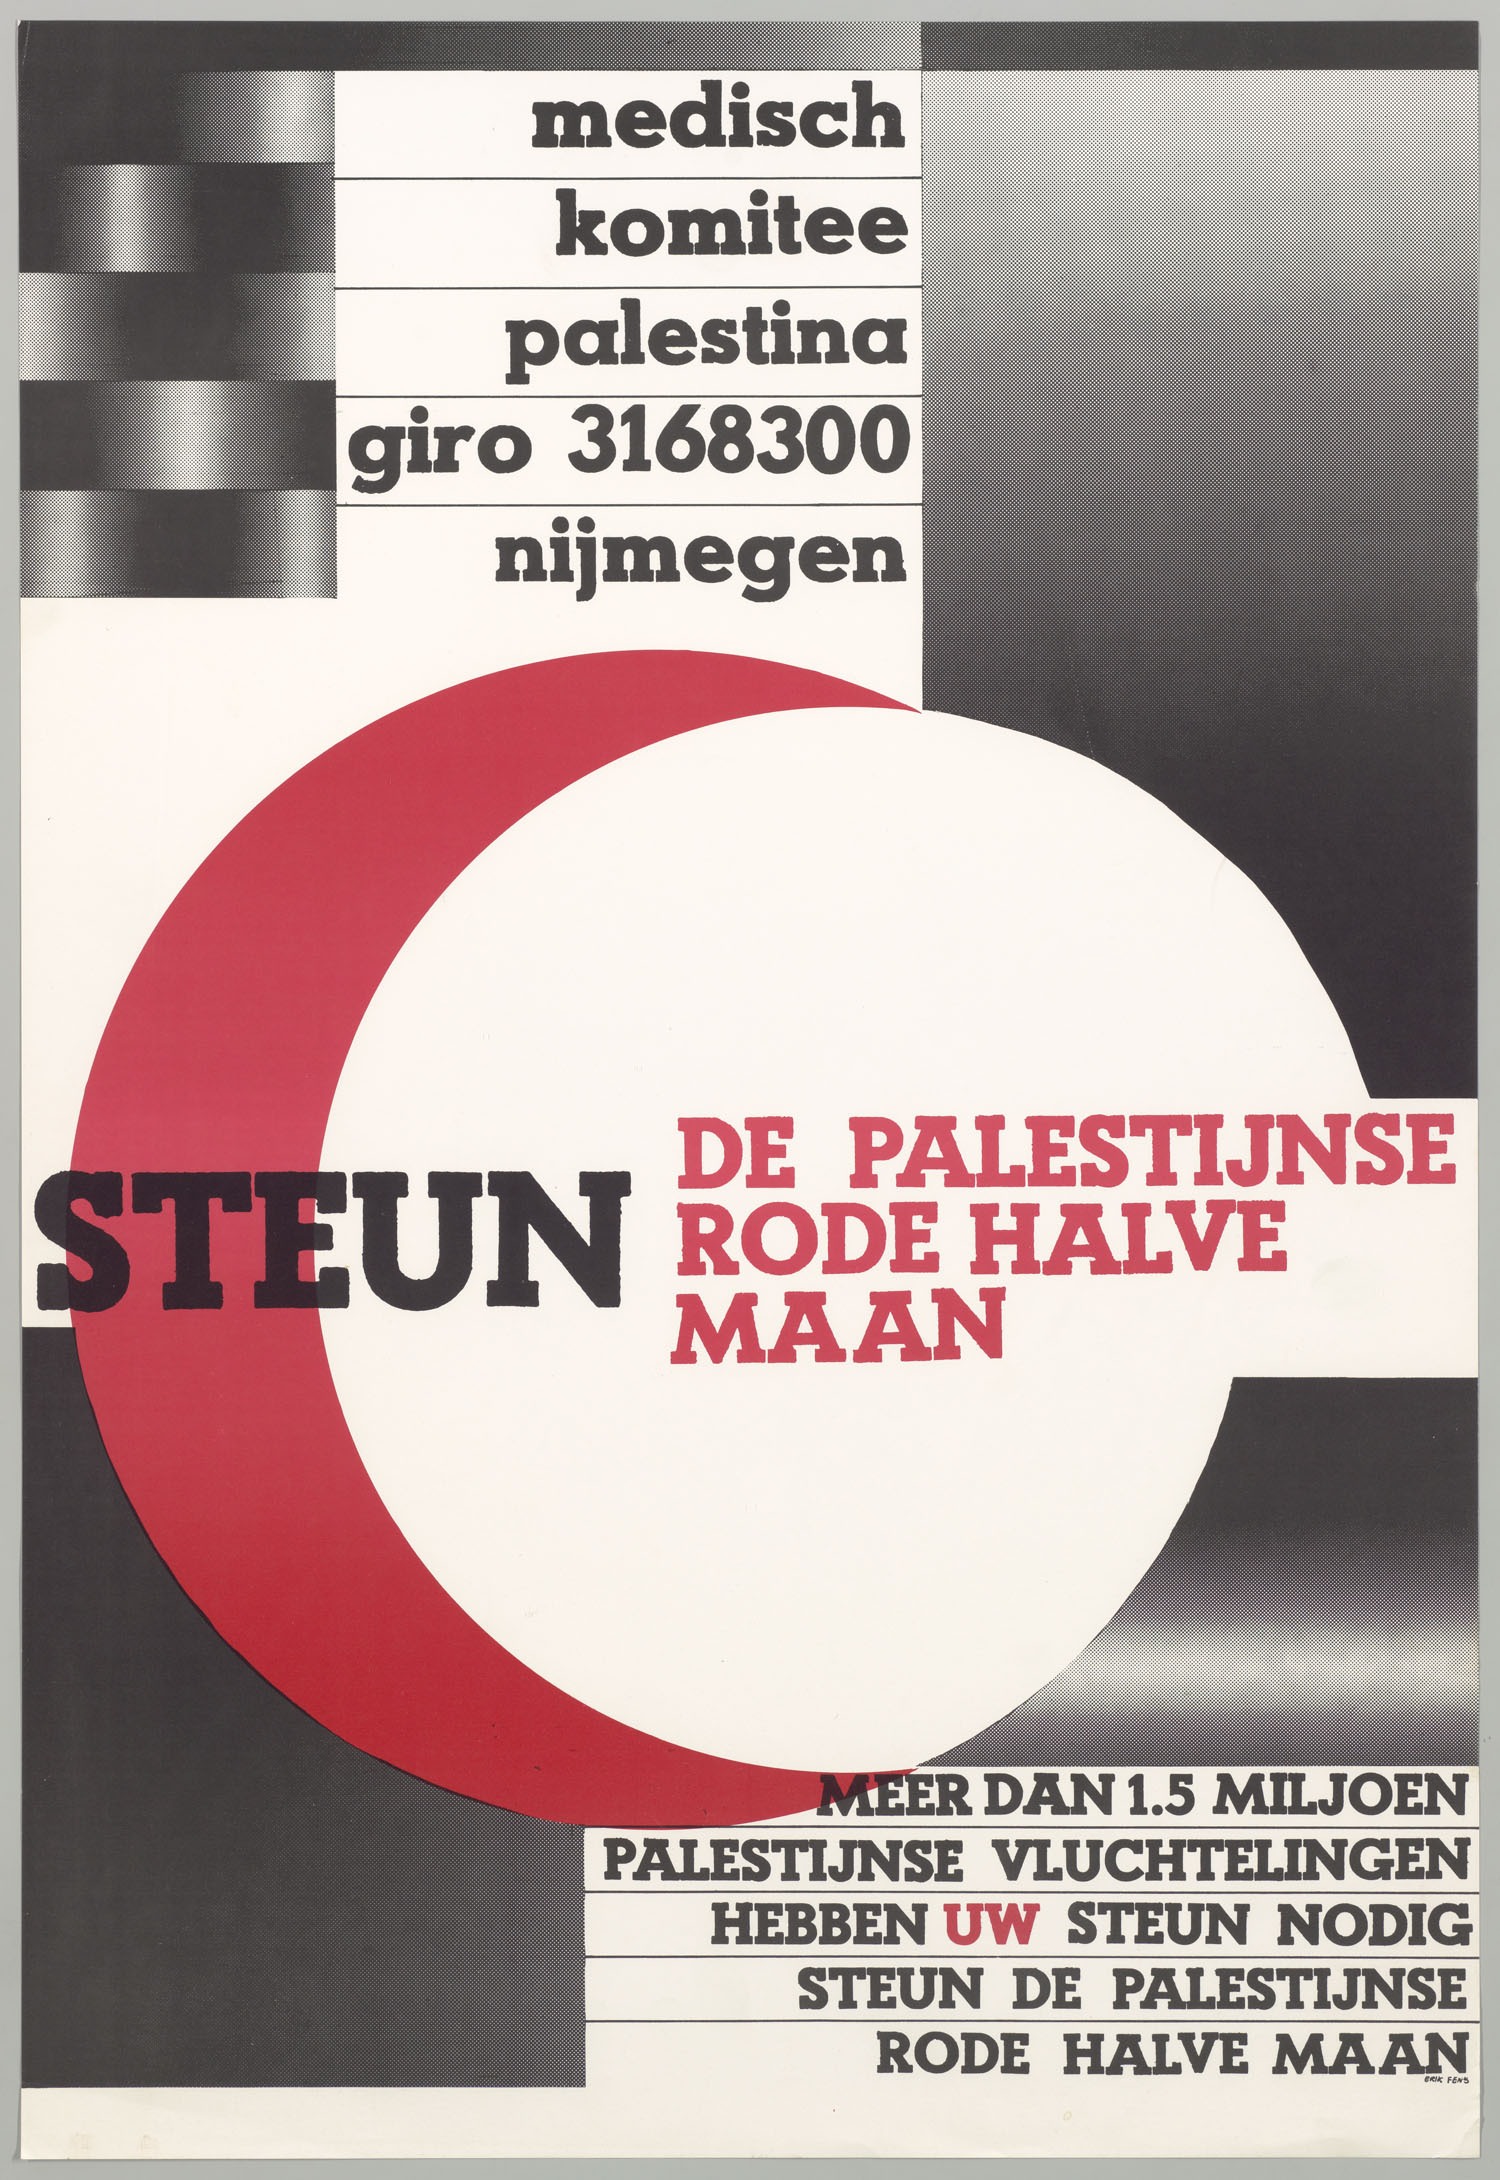 medisch
komitee
palestina
giro 3168300
nijmegen
STEUN
DE PALESTIJNSE
RODE HALVE
MAAN
MEER DAN 1.5 MILJOEN
PALESTIJNSE VLUCHTELINGEN
HEBBEN UW STEUN NODIG
STEUN DE PALESTIJNSE
RODE HALVE MAAN
ERIK FENS